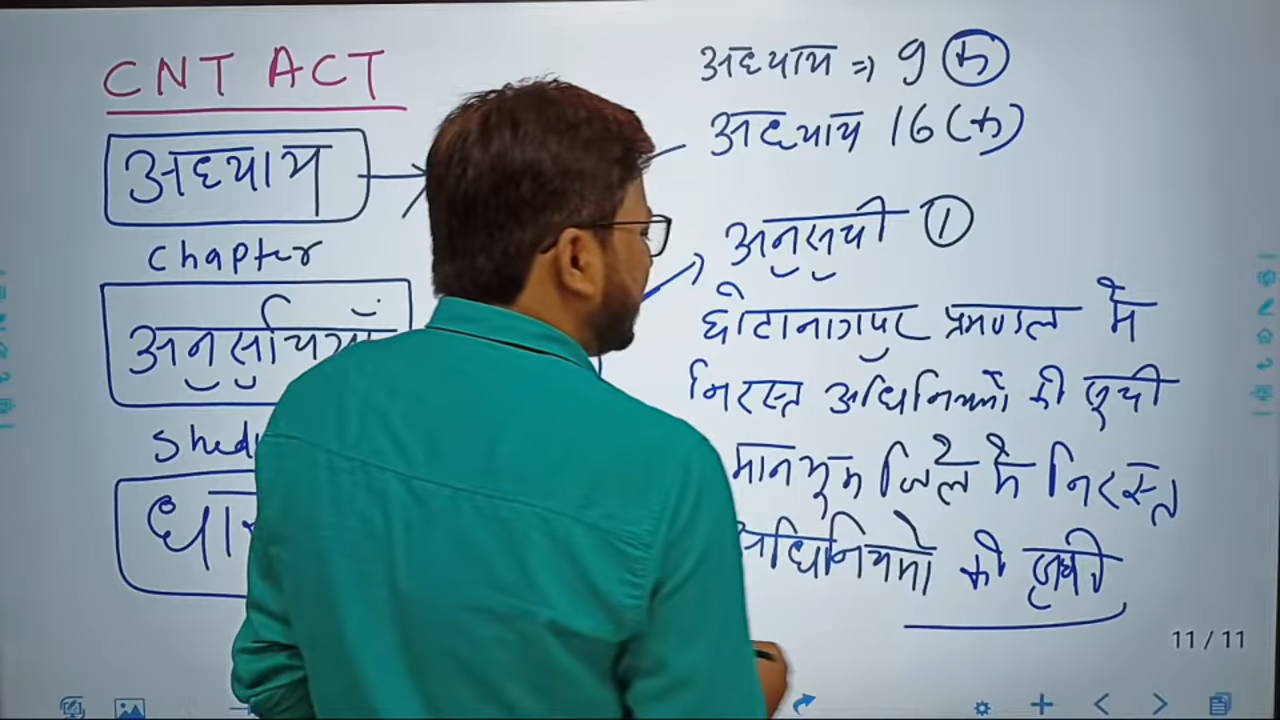 CNT ACT
अध्याय
Chapter
अनुसूचियाँ
Shed
धा
अध्याय => 9 (क)
अध्याय 16 (क)
अनुसूची 1
छोटानागपुर प्रमण्डल में
निरस्त अधिनियमों की सूची
मानभूम जिले में निरस्त
अधिनियमों की सूची
11 / 11